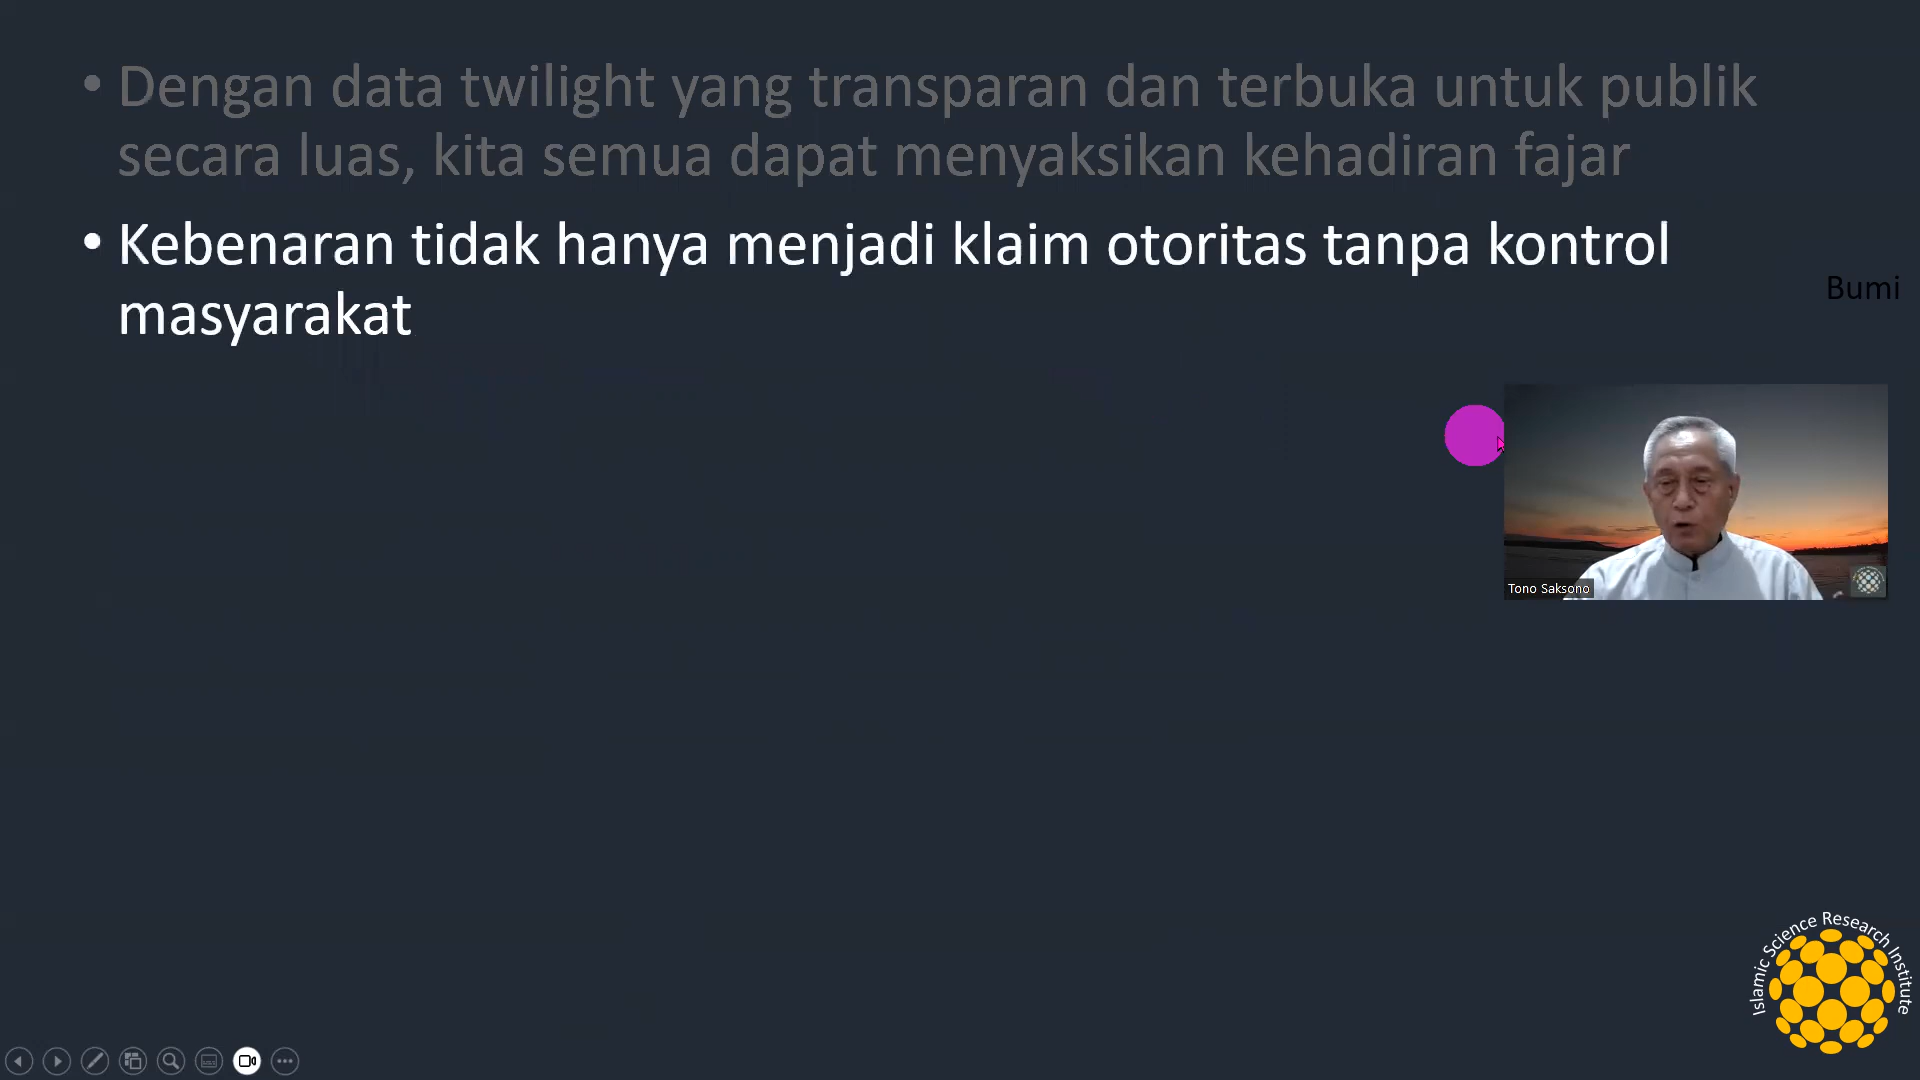 • Dengan data twilight yang transparan dan terbuka untuk publik
secara luas, kita semua dapat menyaksikan kehadiran fajar
• Kebenaran tidak hanya menjadi klaim otoritas tanpa kontrol
masyarakat
Bumi
Tono Saksono
Islamic Science Research Institute